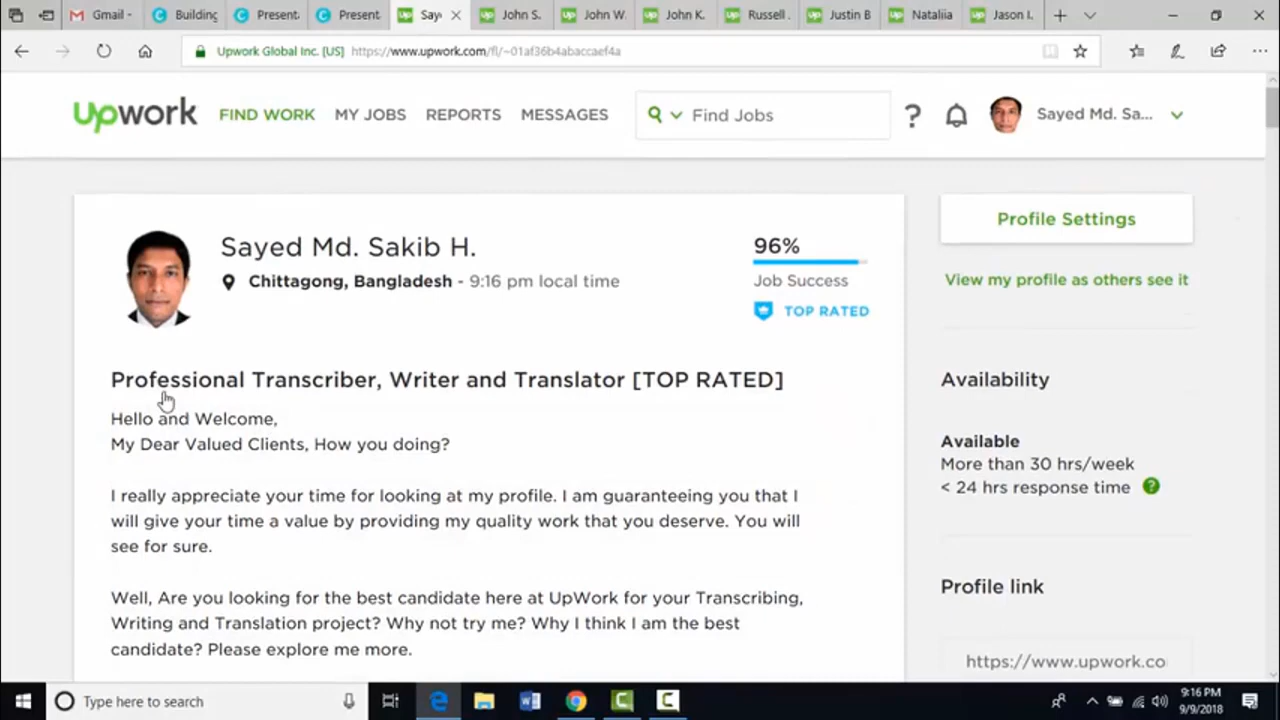 Gmail -
Building
Present
Present
Say
John S.
John W.
John K.
Russell
Justin B
Nataliia
Jason I.
Upwork Global Inc. [US]
https://www.upwork.com/fl/~01af36b4abaccaef4a
upwork
FIND WORK
MY JOBS
REPORTS
MESSAGES
Find Jobs
?
Sayed Md. Sa...
Sayed Md. Sakib H.
Chittagong, Bangladesh - 9:16 pm local time
96%
Job Success
TOP RATED
Professional Transcriber, Writer and Translator [TOP RATED]
Hello and Welcome,
My Dear Valued Clients, How you doing?
I really appreciate your time for looking at my profile. I am guaranteeing you that I
will give your time a value by providing my quality work that you deserve. You will
see for sure.
Well, Are you looking for the best candidate here at UpWork for your Transcribing,
Writing and Translation project? Why not try me? Why I think I am the best
candidate? Please explore me more.
Profile Settings
View my profile as others see it
Availability
Available
More than 30 hrs/week
< 24 hrs response time ?
Profile link
https://www.upwork.co
Type here to search
9:16 PM
9/9/2018